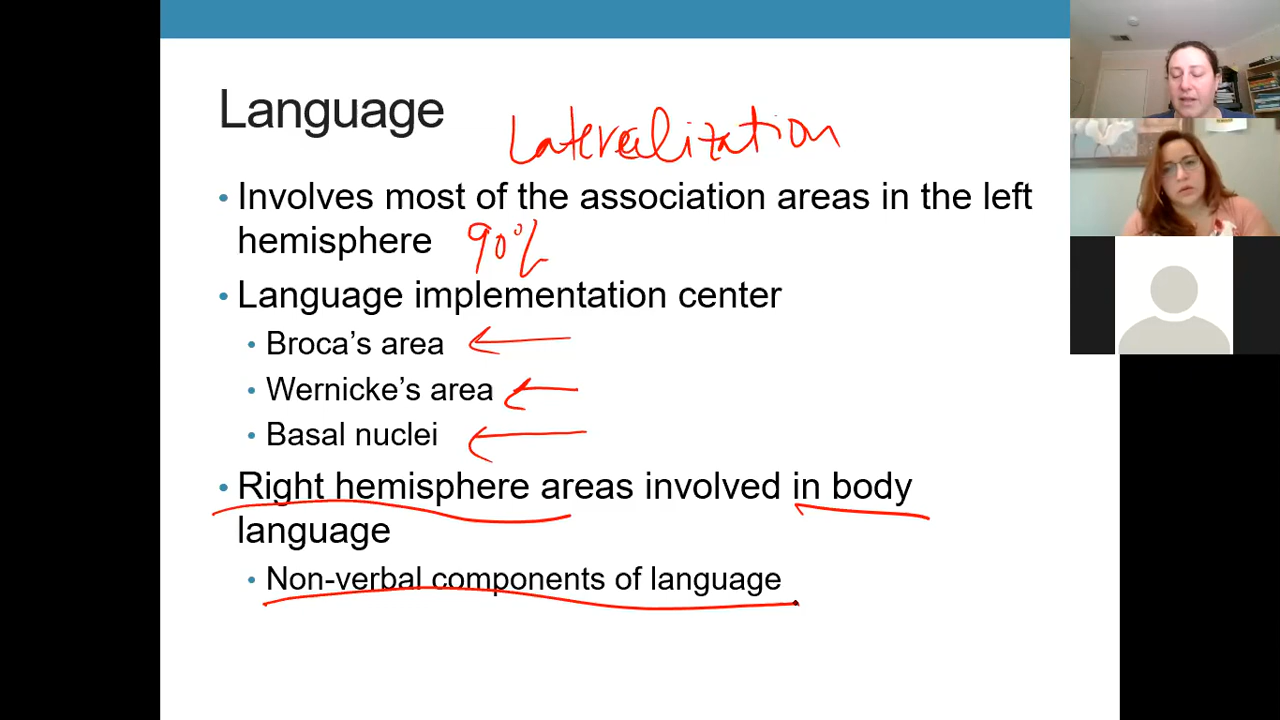 Language
Lateralization
• Involves most of the association areas in the left
hemisphere 90%
• Language implementation center
• Broca's area
• Wernicke's area
• Basal nuclei
• Right hemisphere areas involved in body
language
• Non-verbal components of language